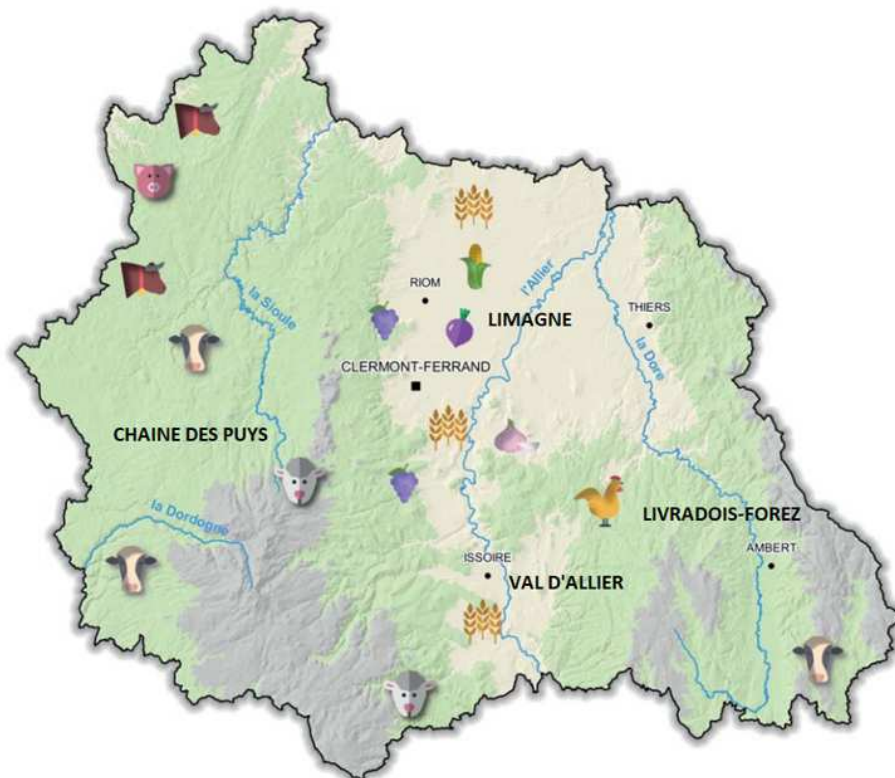 l'Allier
RIOM
la Sioule
THIERS
LIMAGNE
la Dore
CLERMONT-FERRAND
CHAINE DES PUYS
la Dordogne
LIVRADOIS-FOREZ
ISSOIRE
AMBERT
VAL D'ALLIER